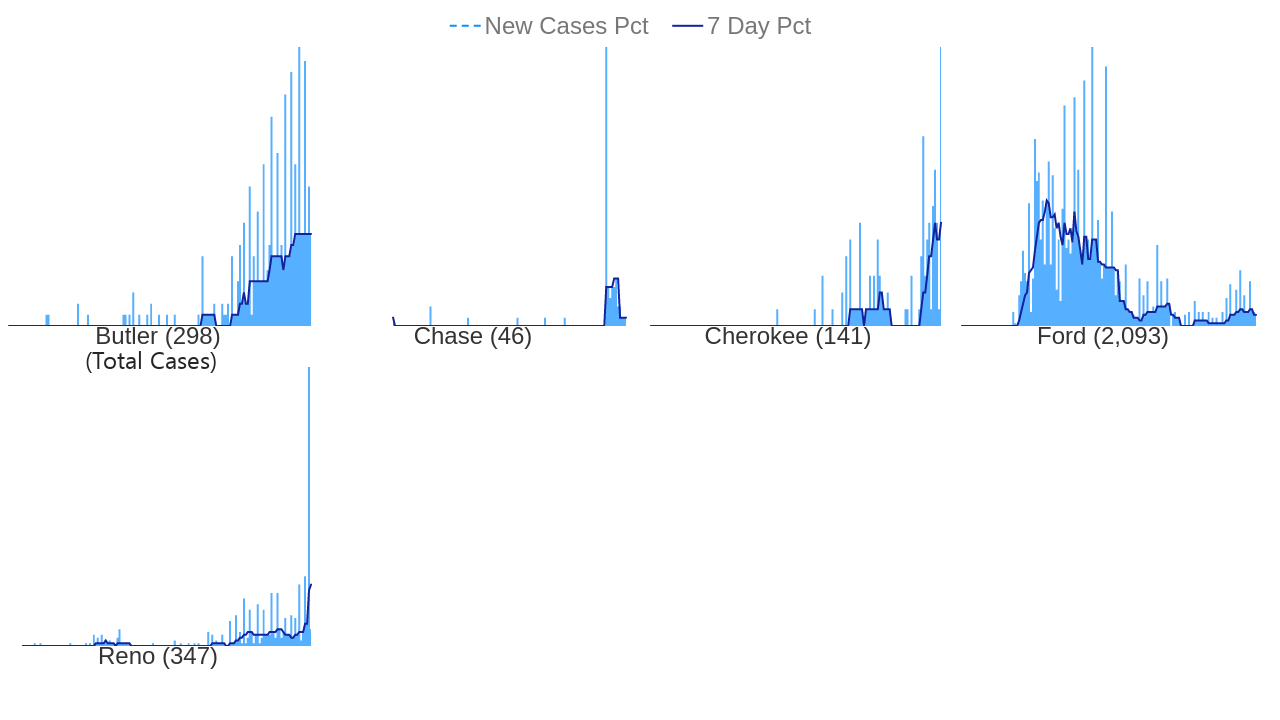 New Cases Pct 7 Day Pct
Butler (298)
(Total Cases)
Chase (46)
Cherokee (141)
Ford (2,093)
Reno (347)